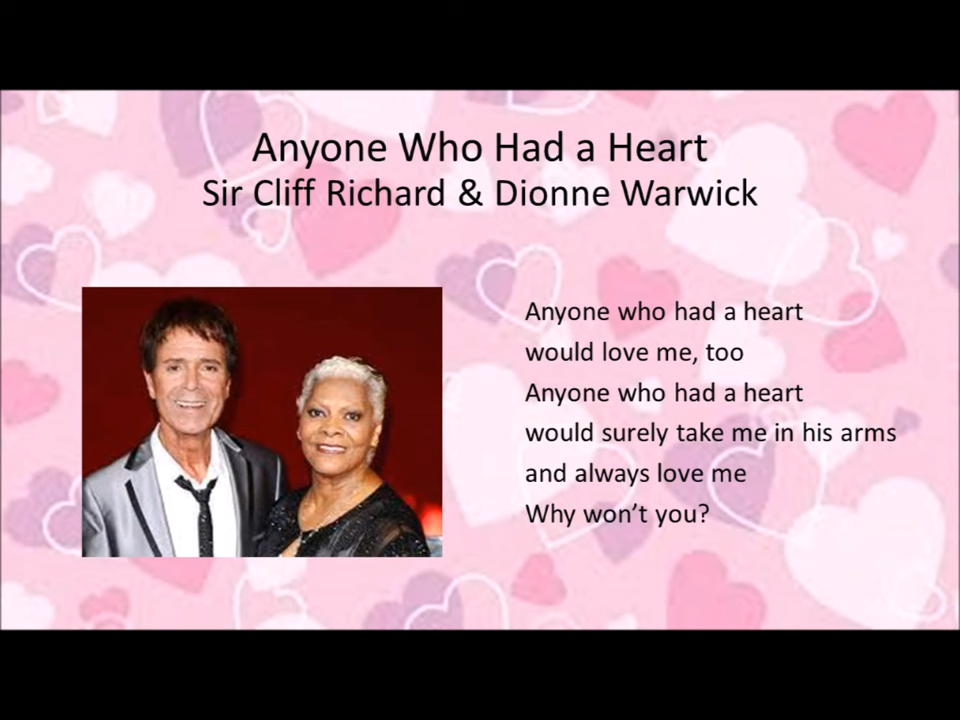 Anyone Who Had a Heart
Sir Cliff Richard & Dionne Warwick
Anyone who had a heart
would love me, too
Anyone who had a heart
would surely take me in his arms
and always love me
Why won’t you?